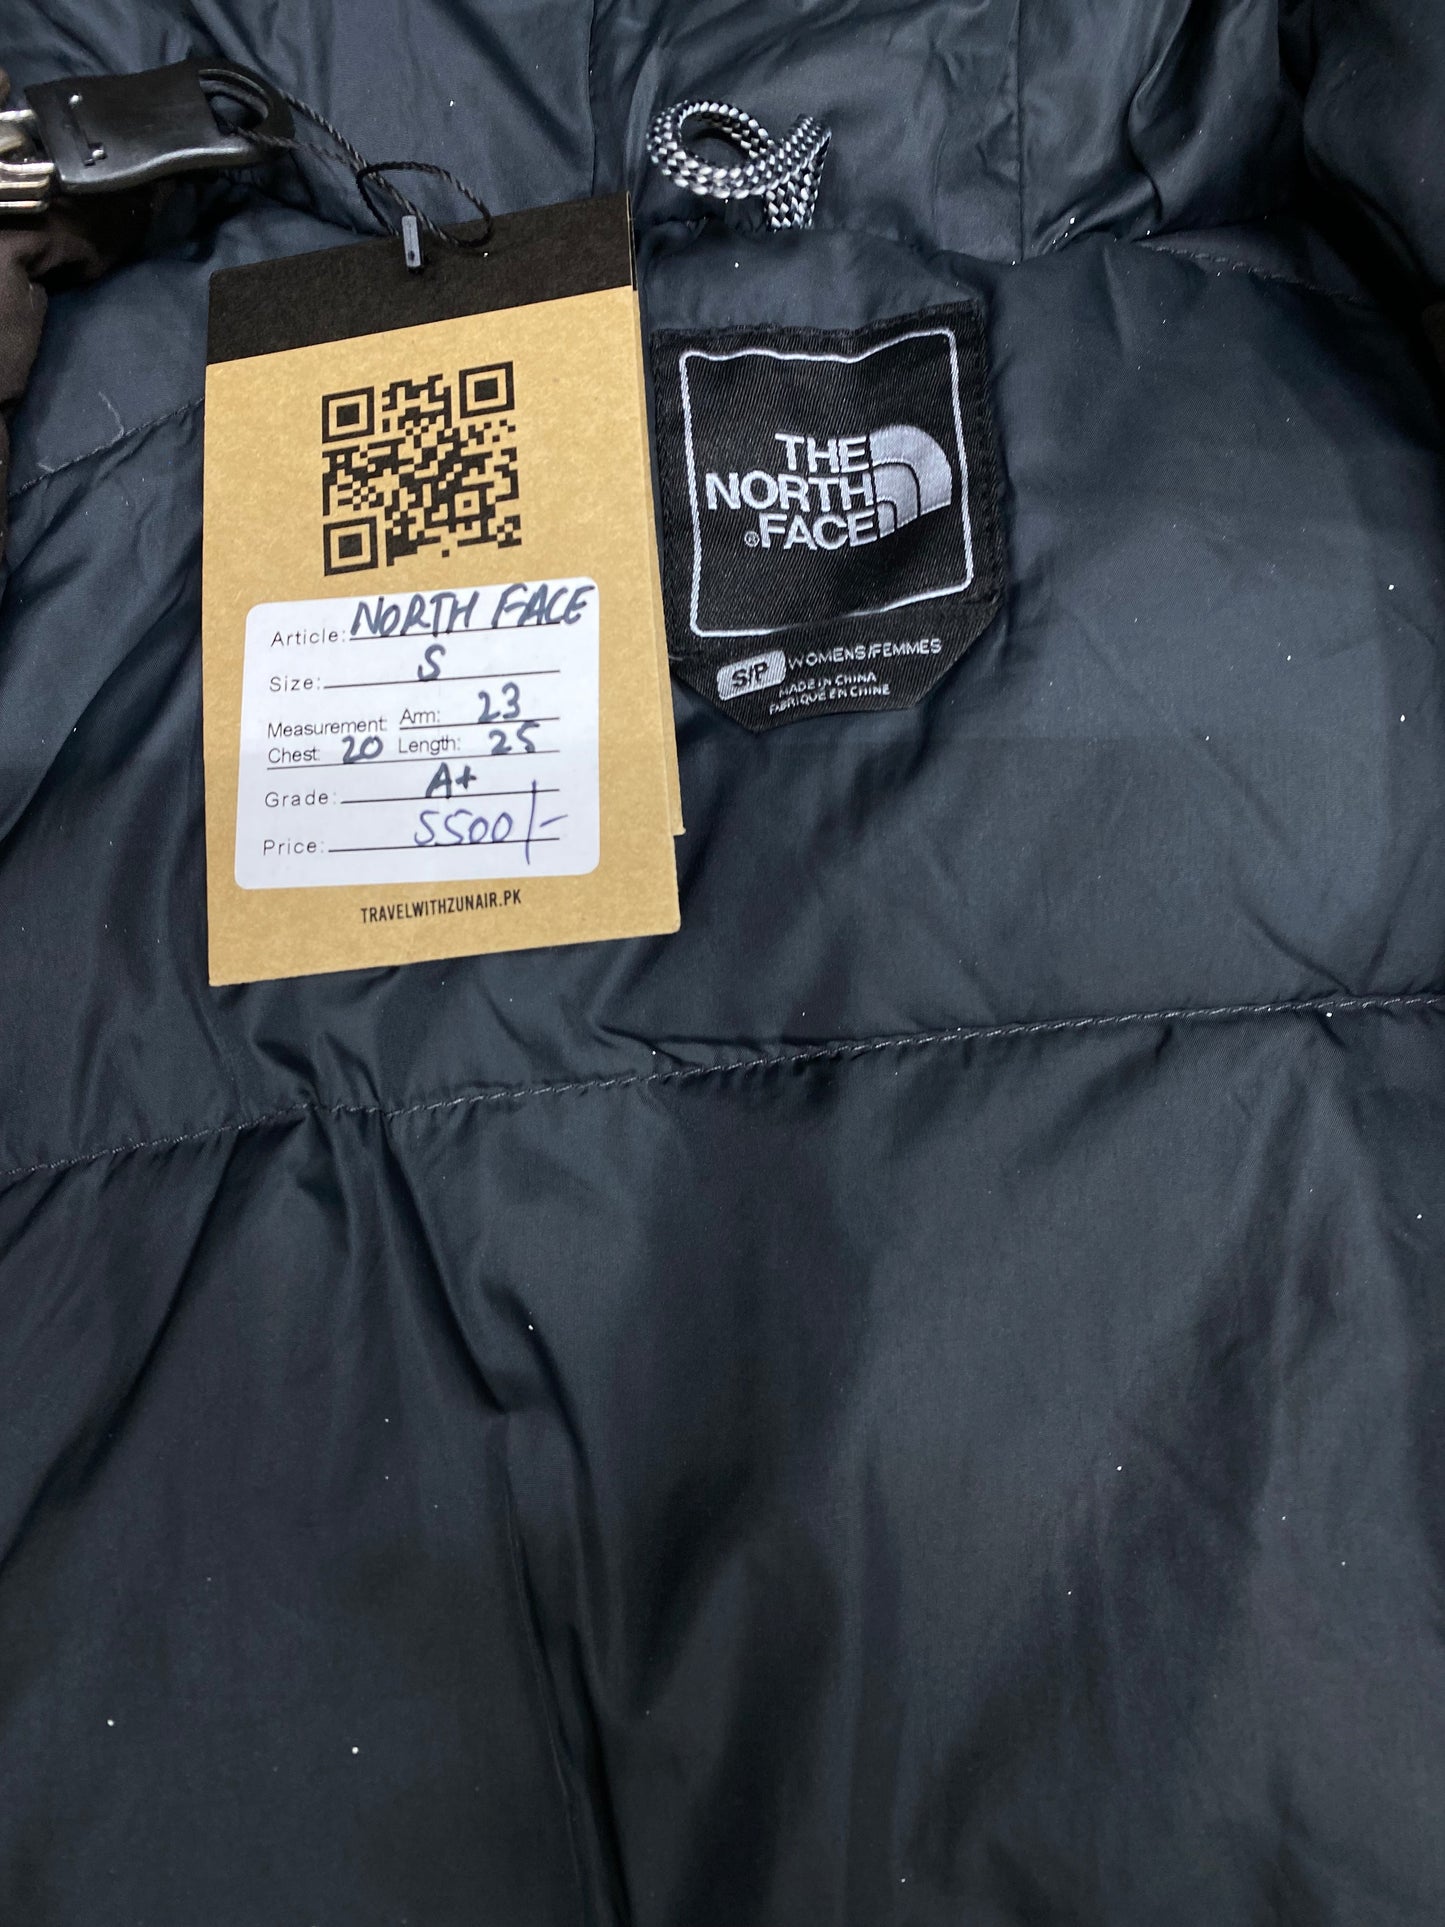 THE
NORTH
®FACE
S/P WOMENS/FEMMES
MADE IN CHINA
FABRIQUE EN CHINE
Article: NORTH FACE
Size: S
Measurement: Arm: 23
Chest: 20 Length: 25
Grade: A+
Price: 5500/-
TRAVELWITHZUNAIR.PK